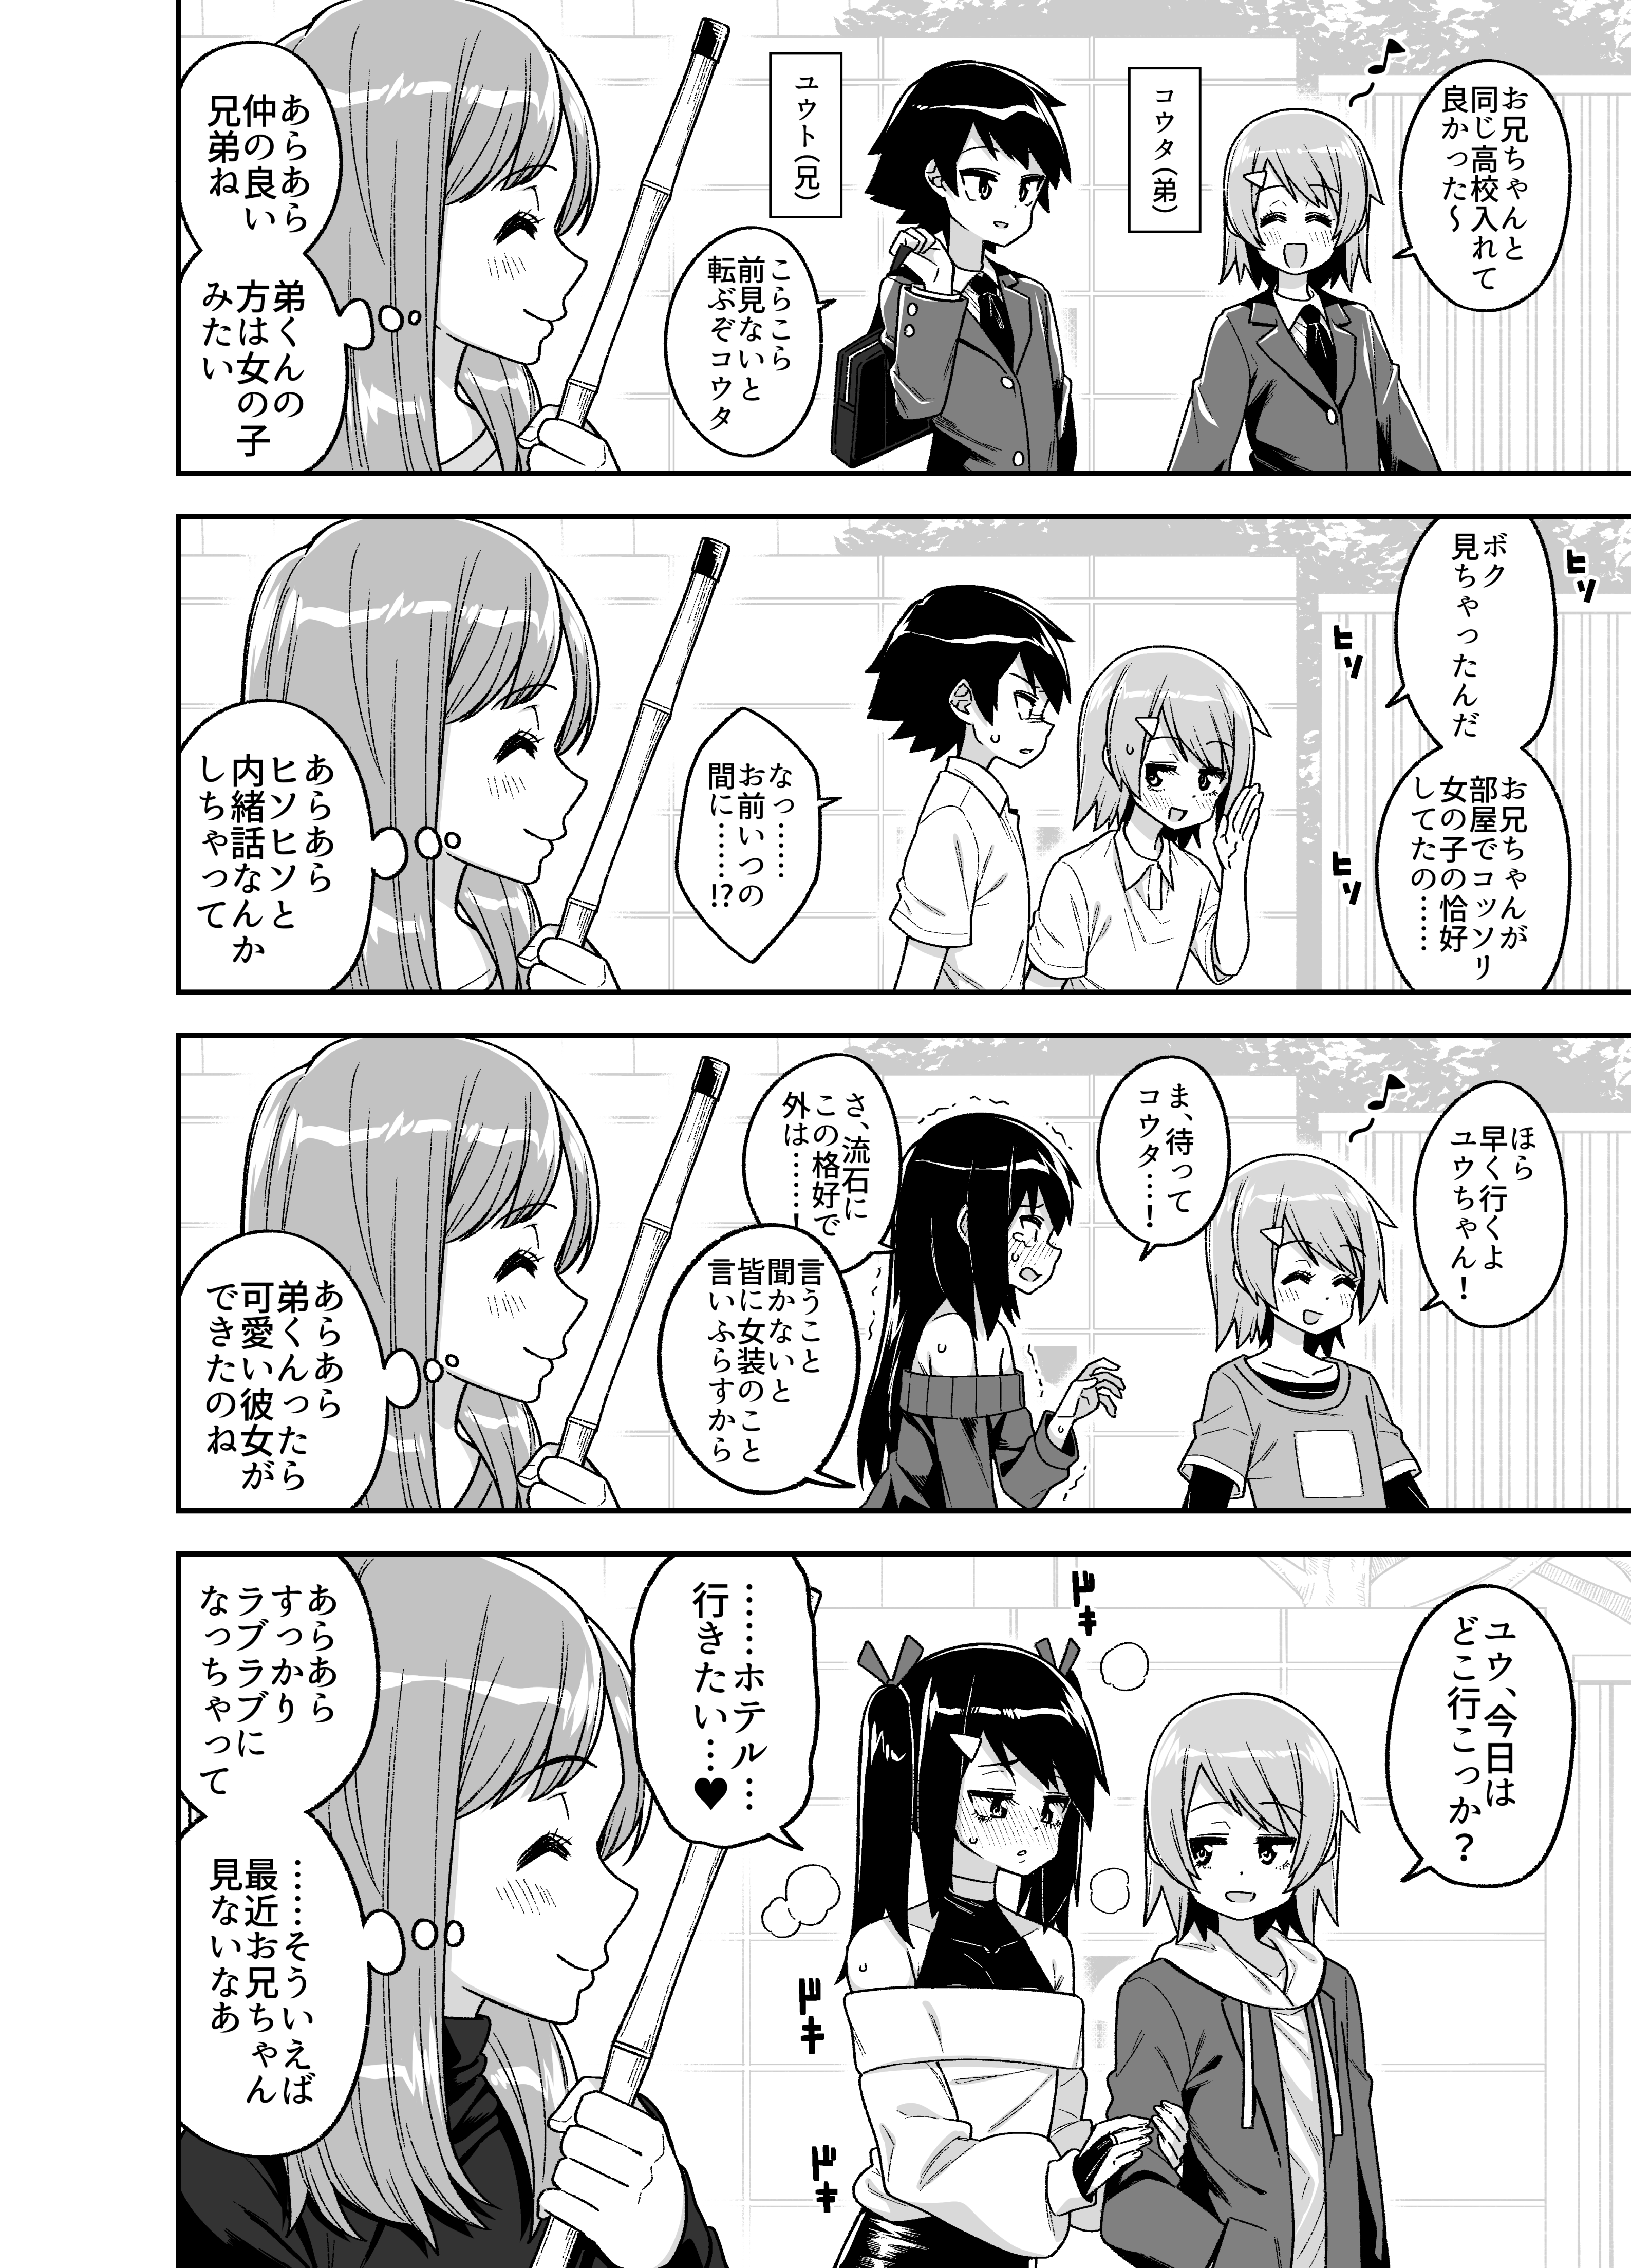 お兄ちゃんと
同じ高校入れて
良かった～
コウタ(弟)
ユウト(兄)
こらこら
前見ないと
転ぶぞコウタ
あらあら
仲の良い
兄弟ね
弟くんの
方は女の子
みたい
ヒソ
ヒソ
ヒソ
ボク
見ちゃったんだ
お兄ちゃんが
部屋でコッソリ
女の子の恰好
してたの……
なっ……
お前いつの
間に……!?
あらあら
ヒソヒソと
内緒話なんか
しちゃって
ほら
早く行くよ
ユウちゃん！
ま、待って
コウタ…！
さ、流石に
この格好で
外は……！
言うこと
聞かないと
皆に女装のこと
言いふらすから
あらあら
弟くんったら
可愛い彼女が
できたのね
ユウ、今日は
どこ行こっか？
ドキ
……ホテル…
行きたい…♥
ドキ
ドキ
あらあら
すっかり
ラブラブに
なっちゃって
……そういえば
最近お兄ちゃん
見ないなあ